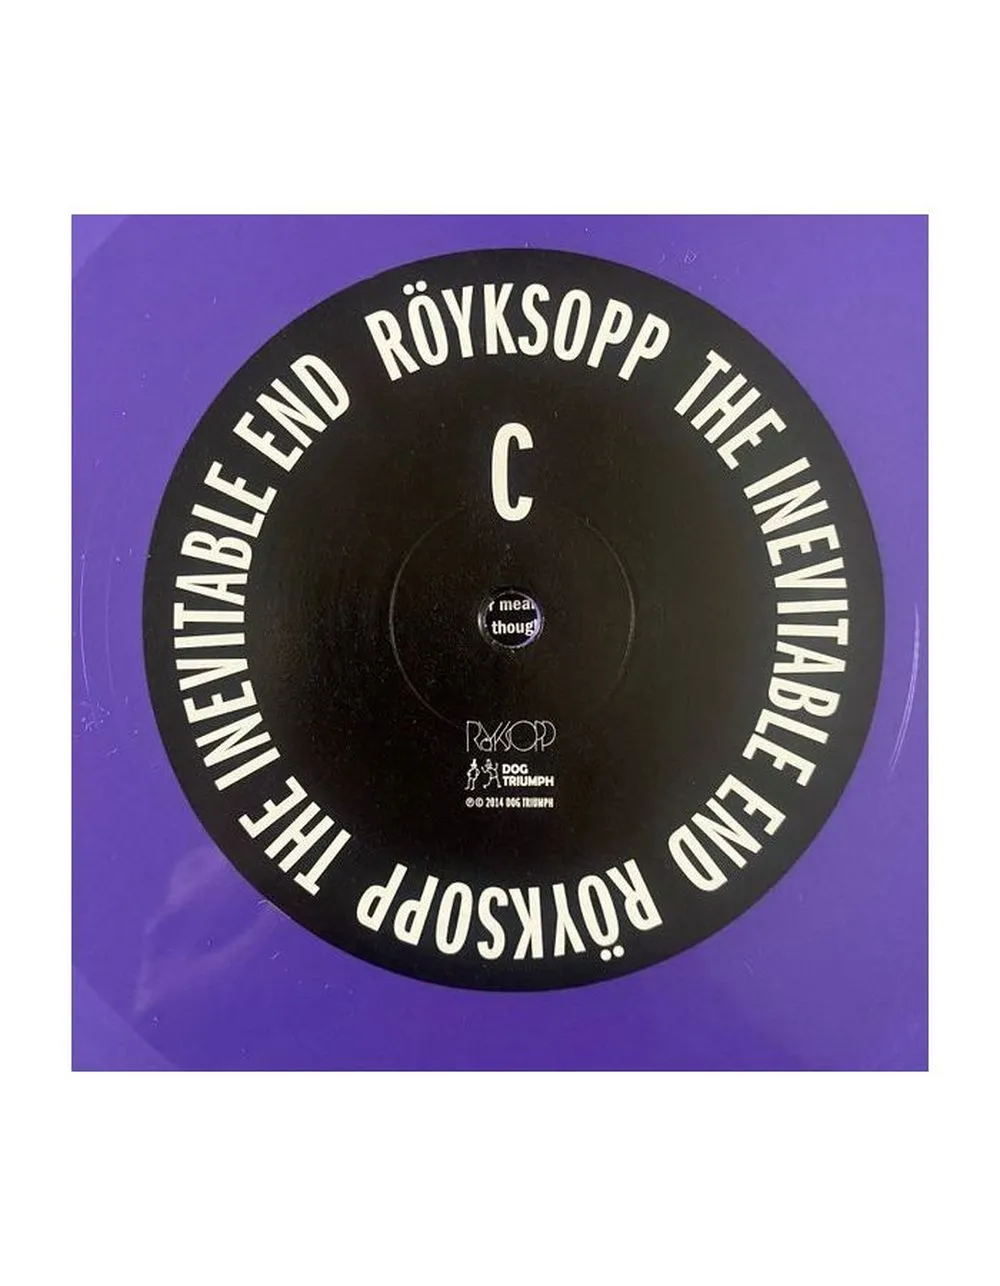 RÖYKSOPP THE INEVITABLE END RÖYKSOPP THE INEVITABLE END
C
RÖYKSOPP
DOG
TRIUMPH
℗ © 2014 DOG TRIUMPH